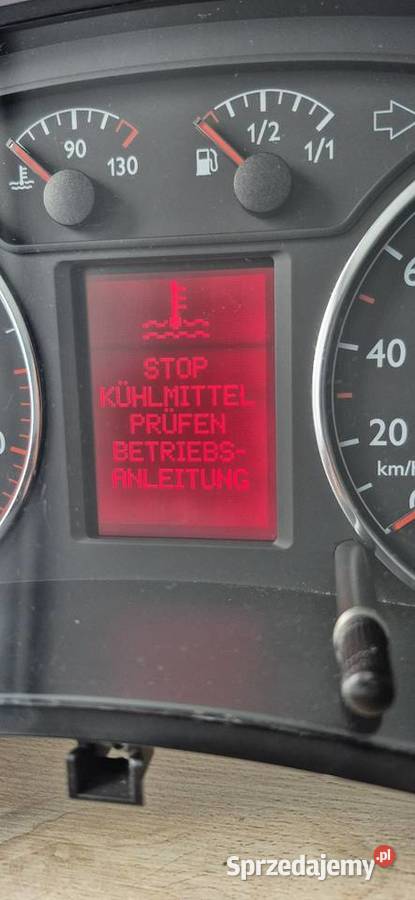 90
130
1/2
1/1
STOP
KÜHLMITTEL
PRÜFEN
BETRIEBS-
ANLEITUNG
40
20
km/h
Sprzedajemy.pl